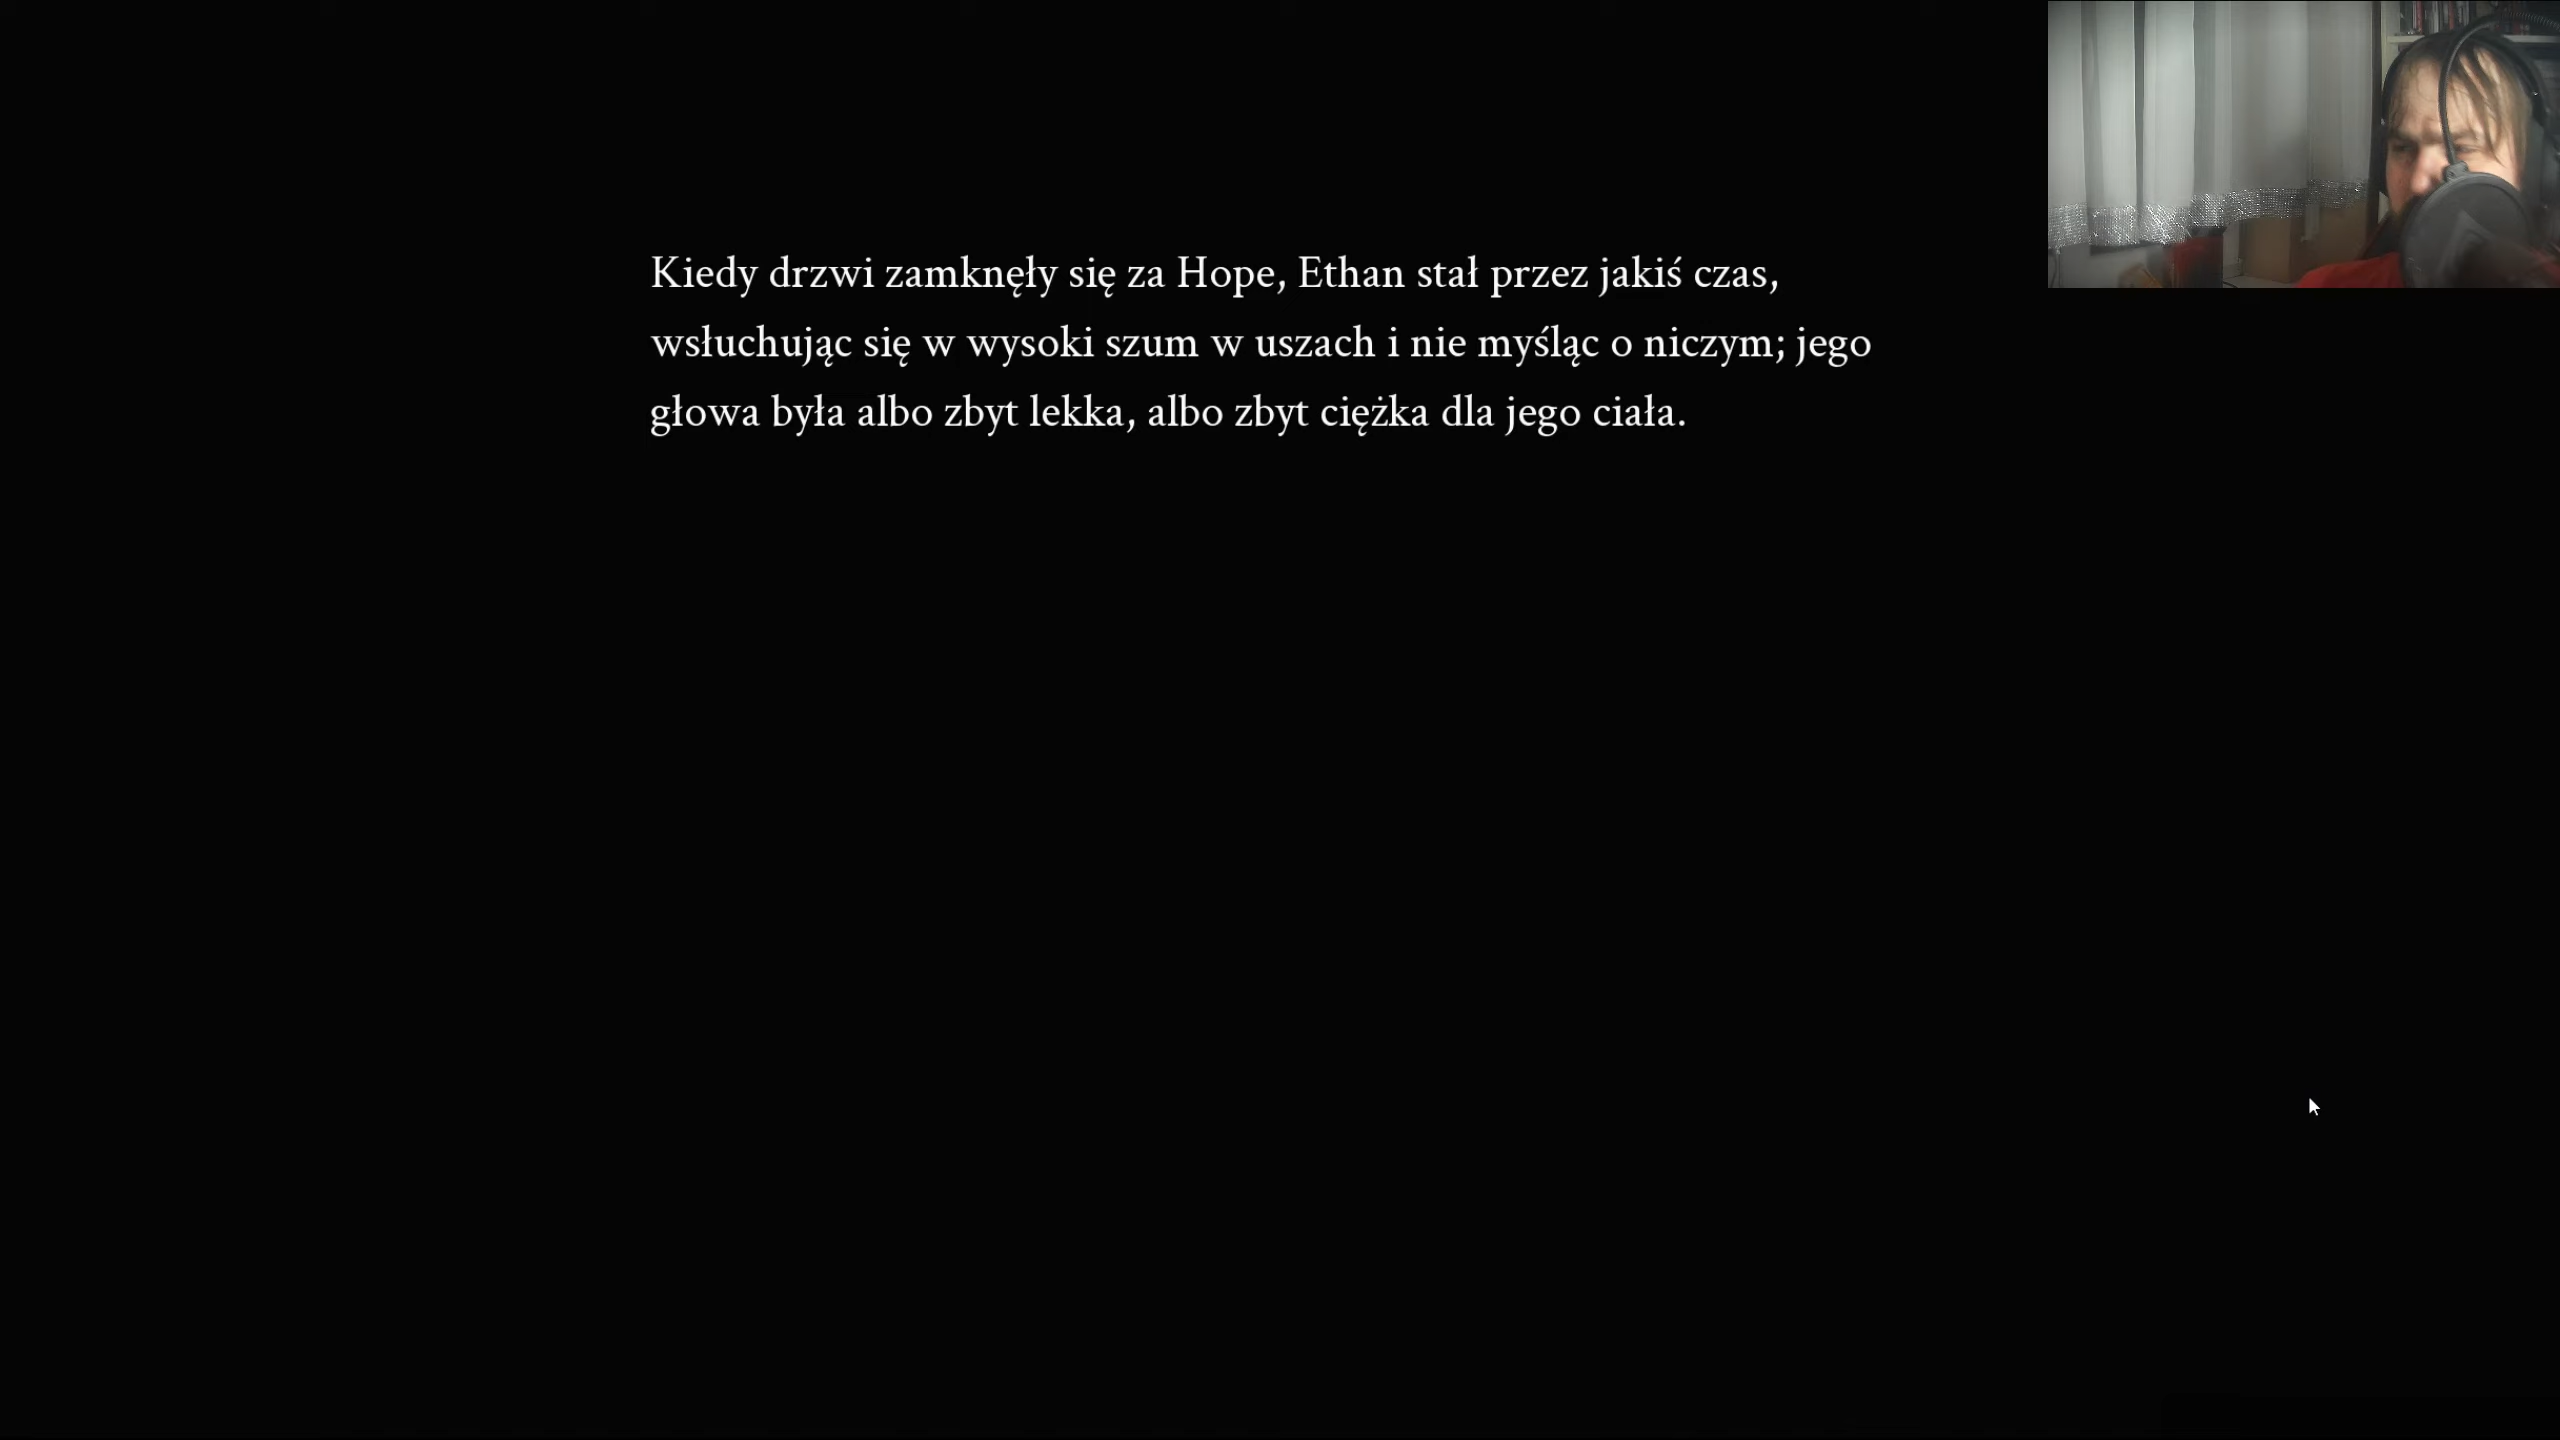 Kiedy drzwi zamknęły się za Hope, Ethan stał przez jakiś czas,
wsłuchując się w wysoki szum w uszach i nie myśląc o niczym; jego
głowa była albo zbyt lekka, albo zbyt ciężka dla jego ciała.